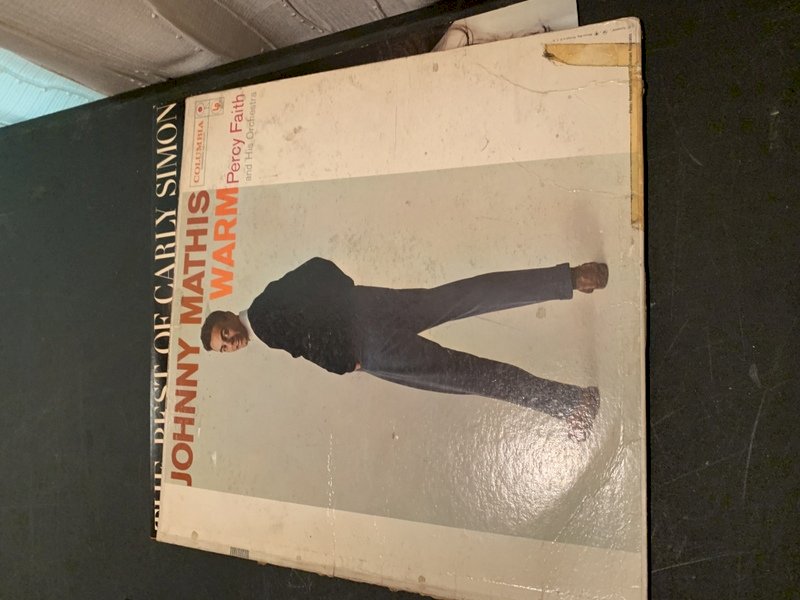 THE BEST OF CARLY SIMON
COLUMBIA
JOHNNY MATHIS
WARM
Percy Faith
and His Orchestra